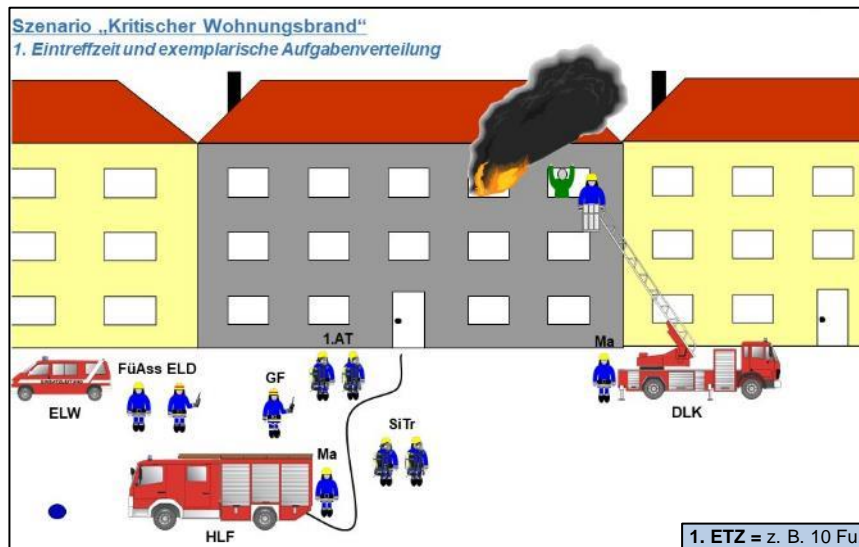 Szenario „Kritischer Wohnungsbrand“
1. Eintreffzeit und exemplarische Aufgabenverteilung
1.AT
Ma
FüAss ELD
GF
ELW
DLK
SiTr
Ma
HLF
1. ETZ = z. B. 10 Fu